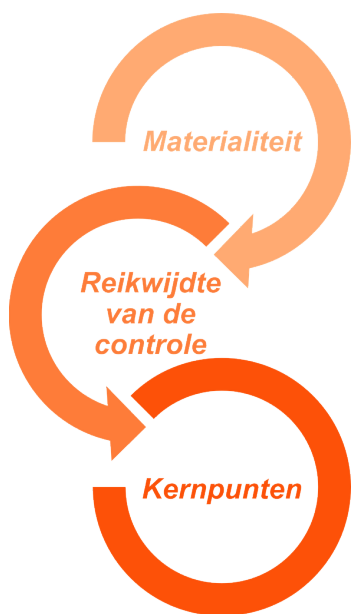 Materialiteit
Reikwijdte
van de
controle
Kernpunten